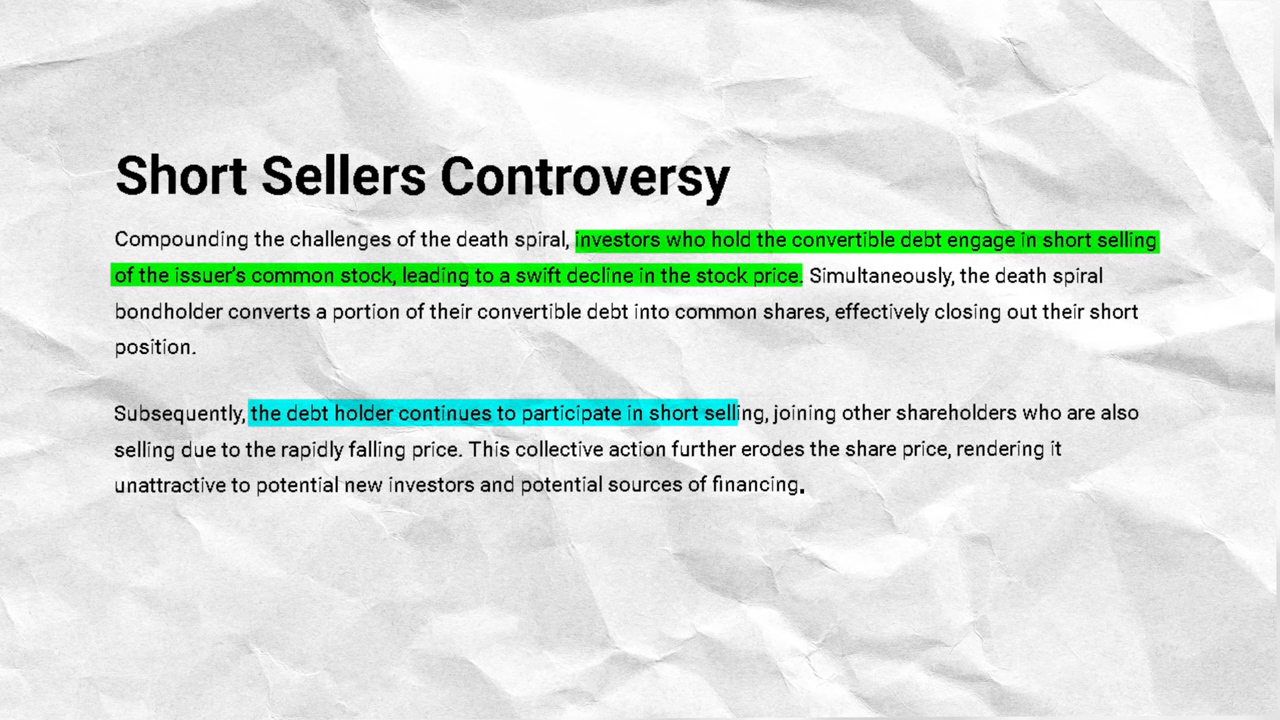 Short Sellers Controversy
Compounding the challenges of the death spiral, investors who hold the convertible debt engage in short selling
of the issuer's common stock, leading to a swift decline in the stock price. Simultaneously, the death spiral
bondholder converts a portion of their convertible debt into common shares, effectively closing out their short
position.
Subsequently, the debt holder continues to participate in short selling, joining other shareholders who are also
selling due to the rapidly falling price. This collective action further erodes the share price, rendering it
unattractive to potential new investors and potential sources of financing.